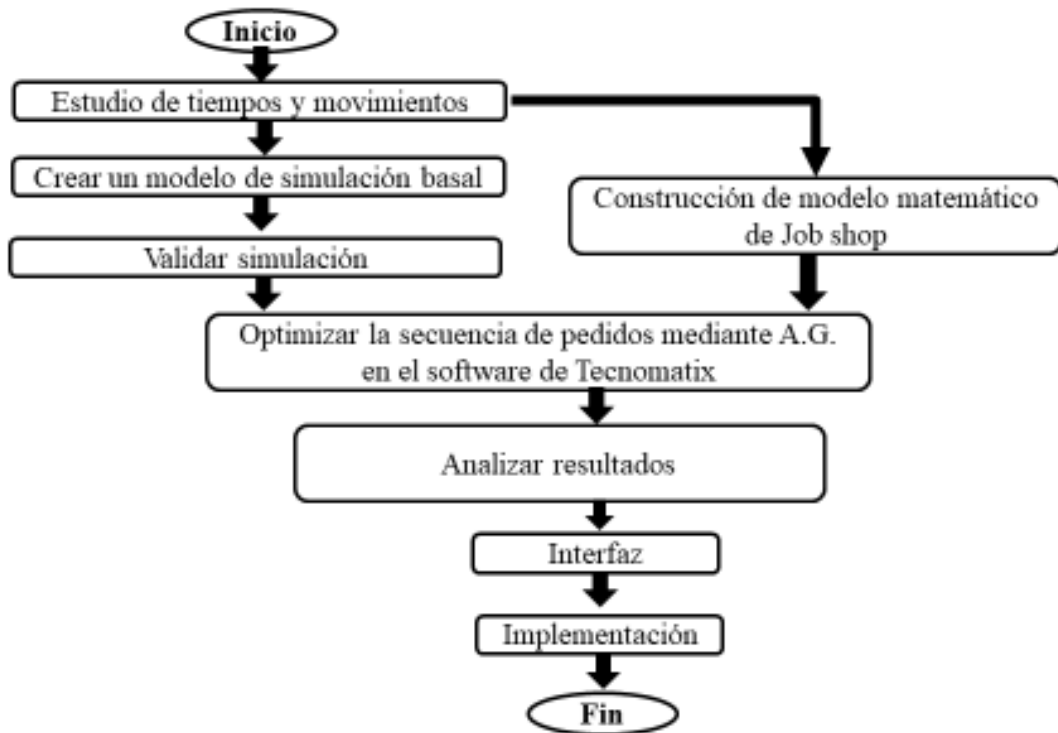 Inicio
Estudio de tiempos y movimientos
Crear un modelo de simulación basal
Construcción de modelo matemático
de Job shop
Validar simulación
Optimizar la secuencia de pedidos mediante A.G.
en el software de Tecnomatix
Analizar resultados
Interfaz
Implementación
Fin